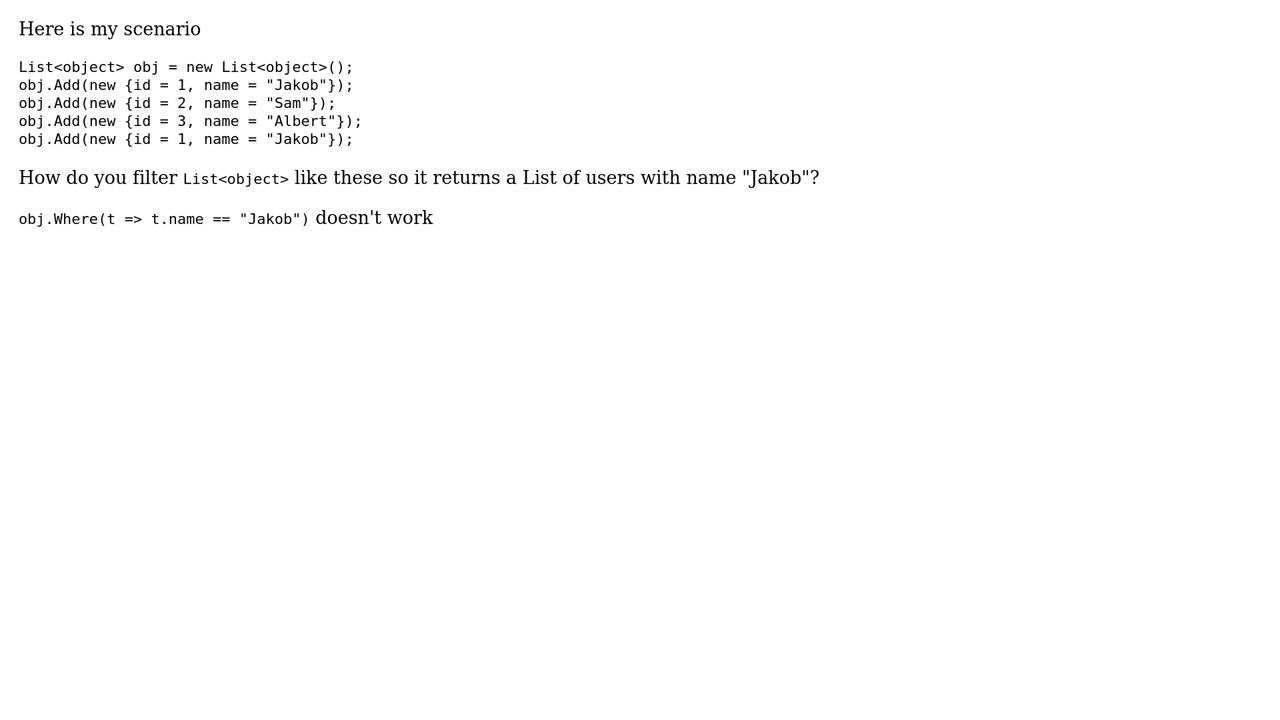 Here is my scenario
List<object> obj = new List<object>();
obj.Add(new {id = 1, name = "Jakob"});
obj.Add(new {id = 2, name = "Sam"});
obj.Add(new {id = 3, name = "Albert"});
obj.Add(new {id = 1, name = "Jakob"});
How do you filter List<object> like these so it returns a List of users with name "Jakob"?
obj.Where(t => t.name == "Jakob") doesn't work